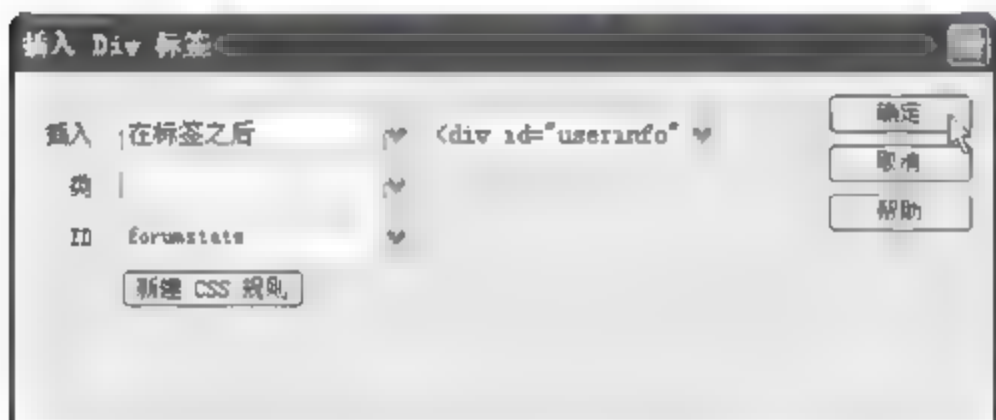 插入 Div 标签
插入 在标签之后 <div id="userinfo" 确定
类 取消
ID forumstats 帮助
新建 CSS 规则